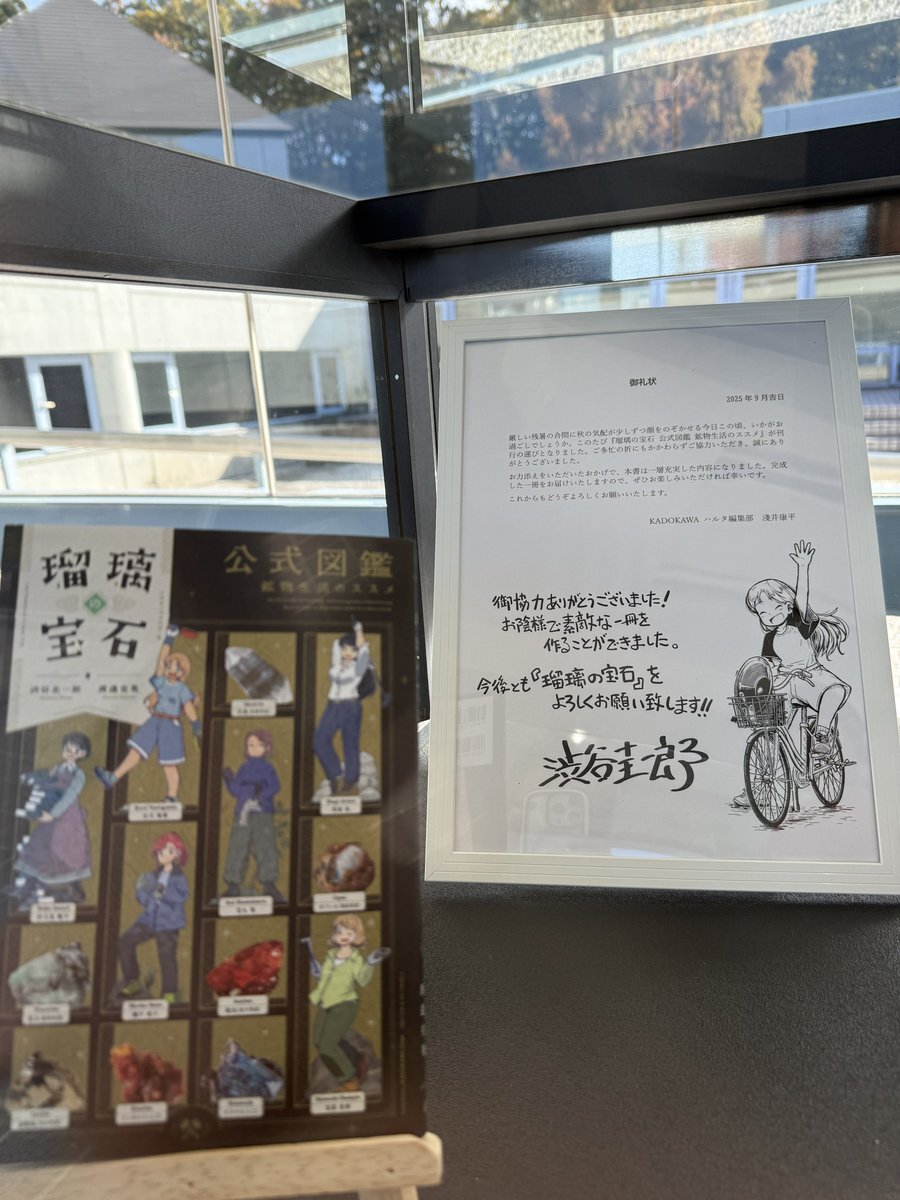 瑠璃
の
宝石
公式図鑑
鉱物生活のススメ
御礼状
2025年9月吉日
厳しい残暑の合間に秋の気配が少しずつ顔をのぞかせる今日この頃、いかがお
過ごしでしょうか。このたび『瑠璃の宝石 公式図鑑 鉱物生活のススメ』が刊
行の運びとなりました。ご多忙の折にもかかわらずご協力いただき、誠にあり
がとうございました。
お力添えをいただいたおかげで、本書は一層充実した内容になりました。完成
した一冊をお届けいたしますので、ぜひお楽しみいただければ幸いです。
これからもどうぞよろしくお願いいたします。
KADOKAWA ハルタ編集部 淺井康平
御協力ありがとうございました!
お陰様で素敵な一冊を
作ることができました。
今後とも『瑠璃の宝石』を
よろしくお願い致します!!
渋谷圭一郎